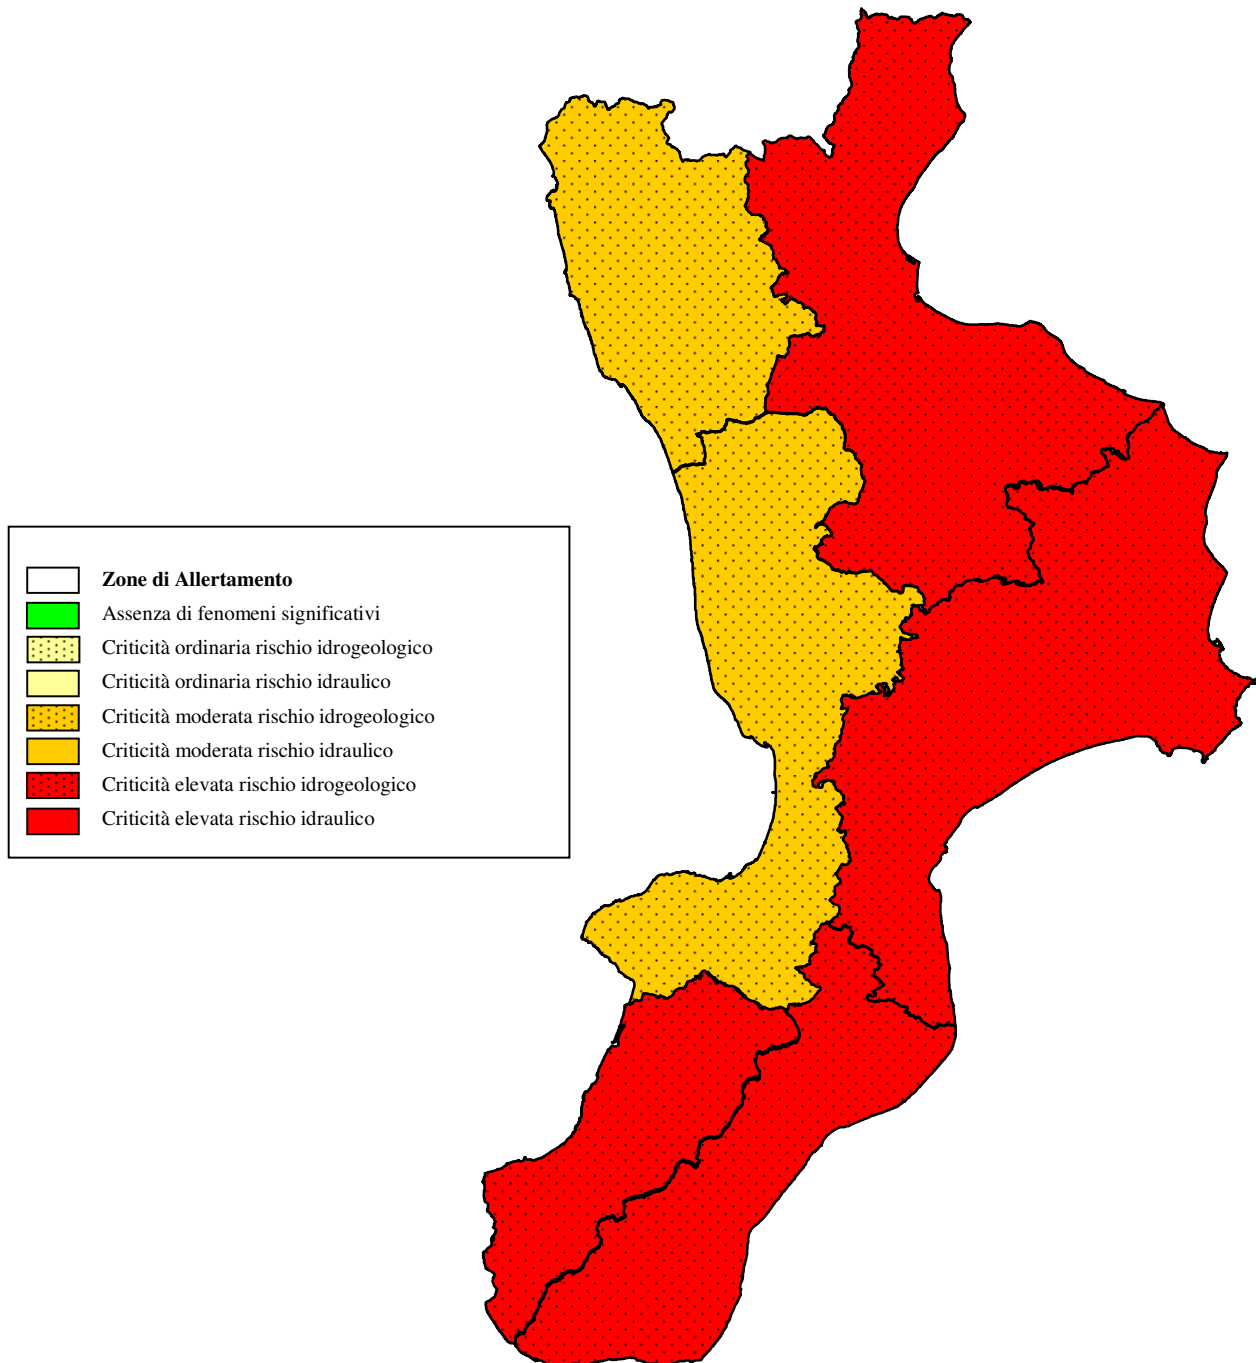 Zone di Allertamento
Assenza di fenomeni significativi
Criticità ordinaria rischio idrogeologico
Criticità ordinaria rischio idraulico
Criticità moderata rischio idrogeologico
Criticità moderata rischio idraulico
Criticità elevata rischio idrogeologico
Criticità elevata rischio idraulico